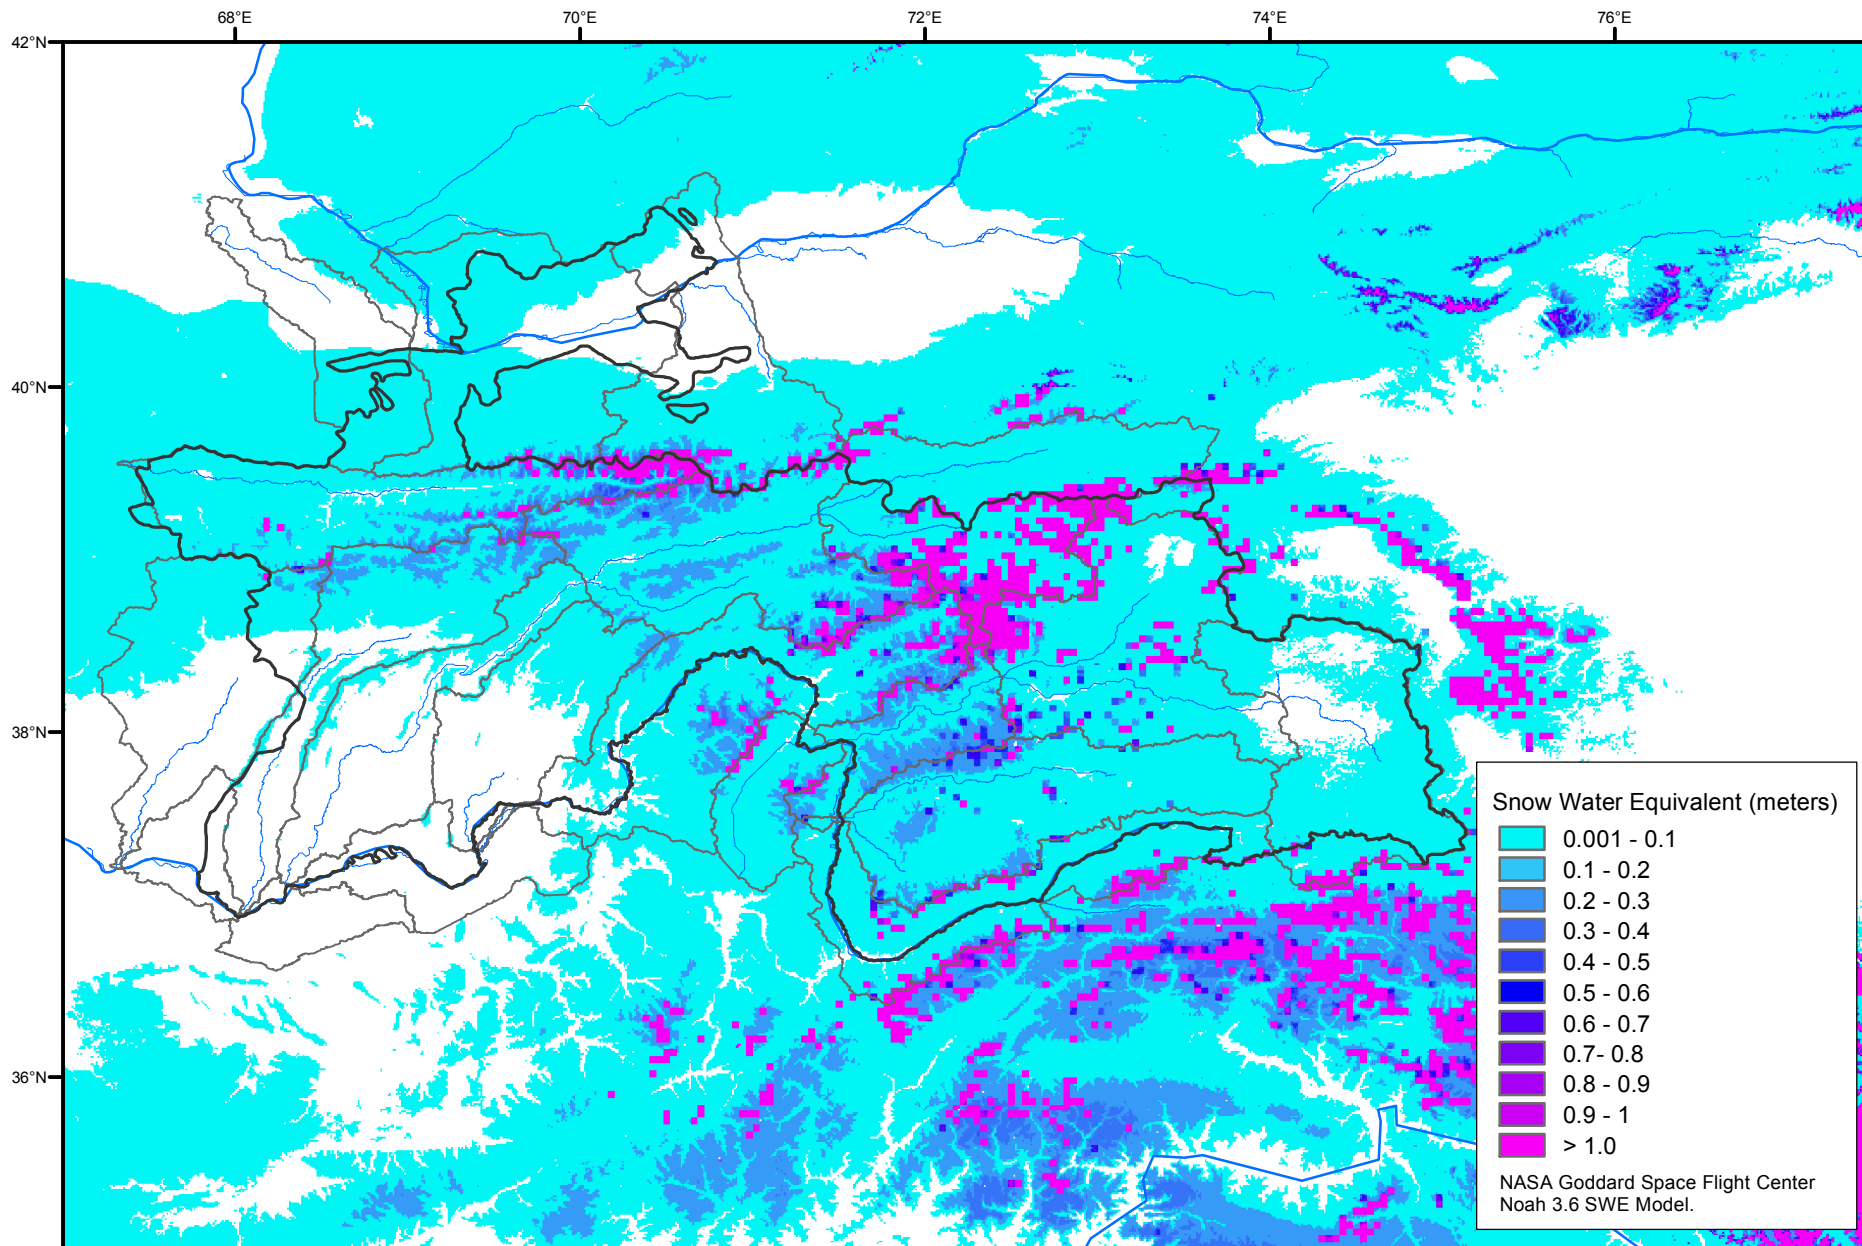 68°E
70°E
72°E
74°E
76°E
42°N
40°N
38°N
36°N
Snow Water Equivalent (meters)
0.001 - 0.1
0.1 - 0.2
0.2 - 0.3
0.3 - 0.4
0.4 - 0.5
0.5 - 0.6
0.6 - 0.7
0.7- 0.8
0.8 - 0.9
0.9 - 1
> 1.0
NASA Goddard Space Flight Center
Noah 3.6 SWE Model.